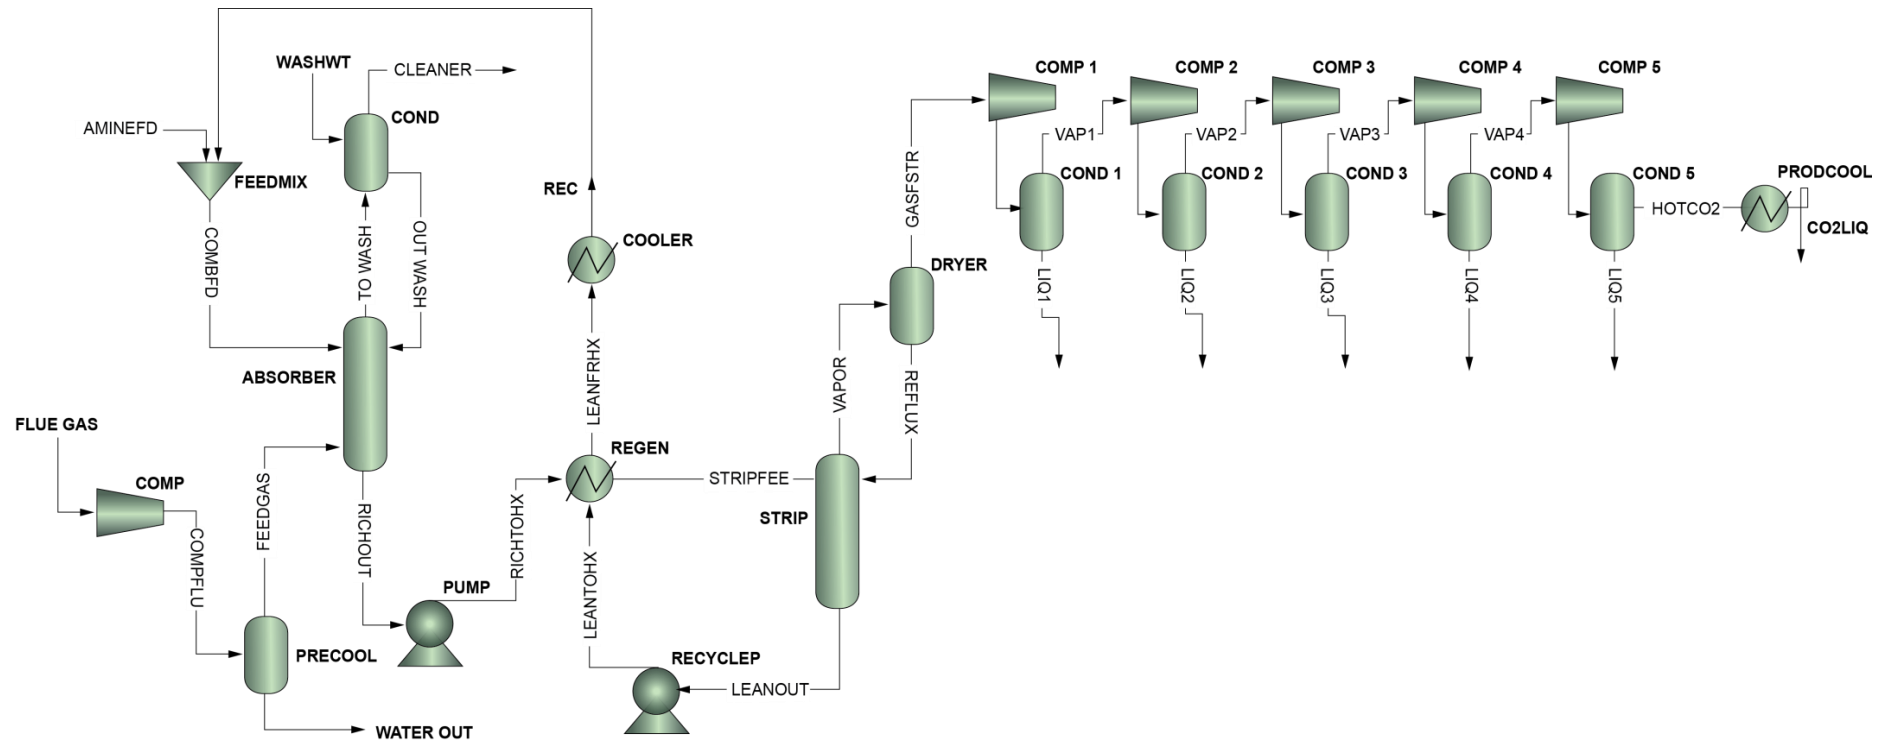 WASHWT
CLEANER
COMP 1
COMP 2
COMP 3
COMP 4
COMP 5
AMINEFD
COND
VAP1
VAP2
VAP3
VAP4
FEEDMIX
REC
GASFSTR
COND 1
COND 2
COND 3
COND 4
COND 5
PRODCOOL
HOTCO2
CO2LIQ
COMBFD
TO WASH
OUT WASH
COOLER
DRYER
LIQ1
LIQ2
LIQ3
LIQ4
LIQ5
ABSORBER
LEANFRHX
VAPOR
REFLUX
FLUE GAS
REGEN
STRIPFEE
COMP
FEEDGAS
RICHOUT
RICHTOHX
STRIP
COMPFLU
PUMP
LEANTOHX
PRECOOL
RECYCLEP
LEANOUT
WATER OUT